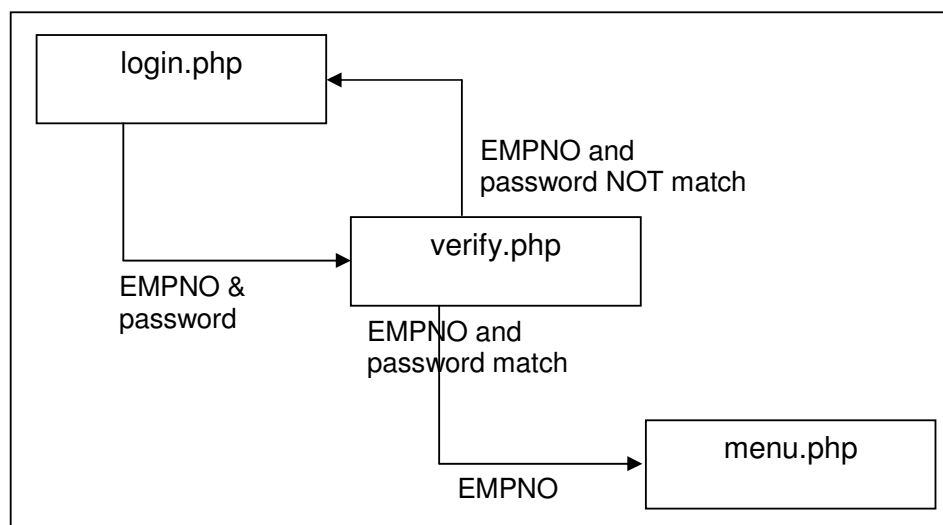 login.php
EMPNO and
password NOT match
verify.php
EMPNO &
password
EMPNO and
password match
menu.php
EMPNO